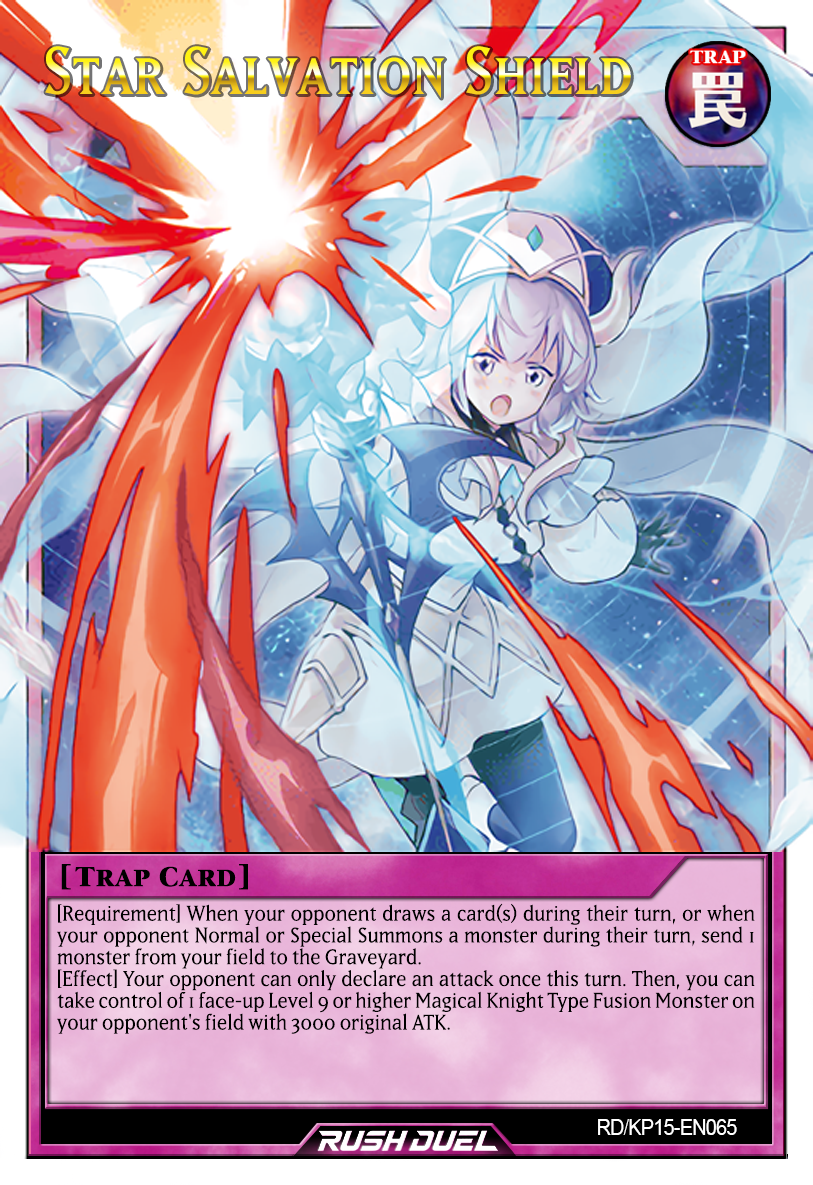 Star Salvation Shield
TRAP
罠
[Trap Card]
[Requirement] When your opponent draws a card(s) during their turn, or when
your opponent Normal or Special Summons a monster during their turn, send 1
monster from your field to the Graveyard.
[Effect] Your opponent can only declare an attack once this turn. Then, you can
take control of 1 face-up Level 9 or higher Magical Knight Type Fusion Monster on
your opponent's field with 3000 original ATK.
RD/KP15-EN065
RUSH DUEL